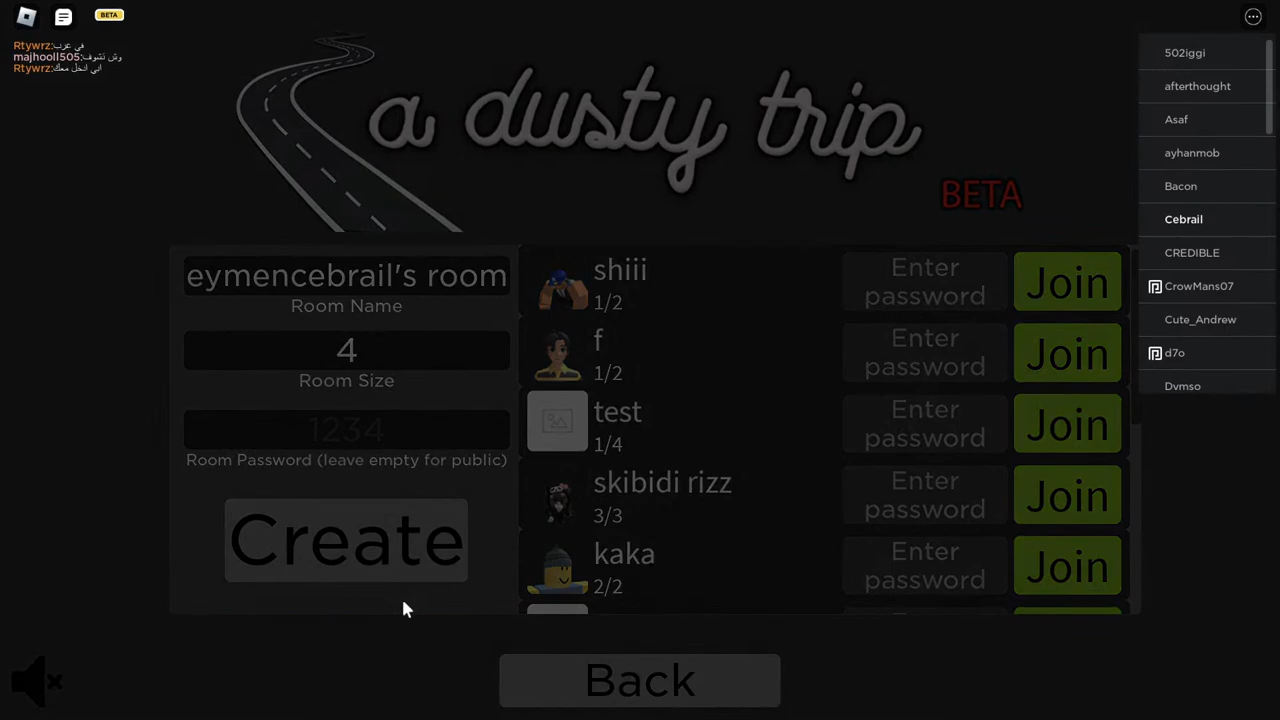 BETA
Rtywrz:في عرب
majhooll505:وش تشوف
Rtywrz:ابي ادخل معك
a dusty trip
BETA
eymencebrail's room
Room Name
4
Room Size
1234
Room Password (leave empty for public)
Create
shiii
1/2
Enter password
Join
f
1/2
Enter password
Join
test
1/4
Enter password
Join
skibidi rizz
3/3
Enter password
Join
kaka
2/2
Enter password
Join
Back
502iggi
afterthought
Asaf
ayhanmob
Bacon
Cebrail
CREDIBLE
CrowMans07
Cute_Andrew
d7o
Dvmso